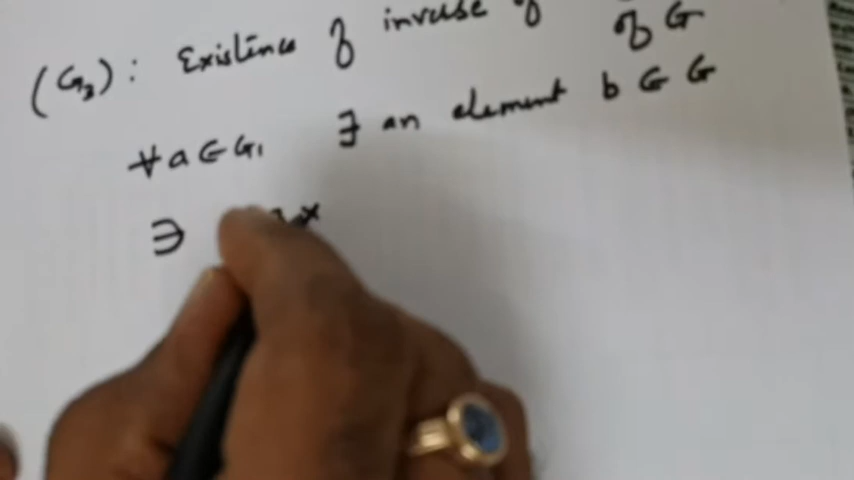 (G₃): Existence of inverse of
of G
∀ a ∈ G, ∃ an element b ∈ G
∋